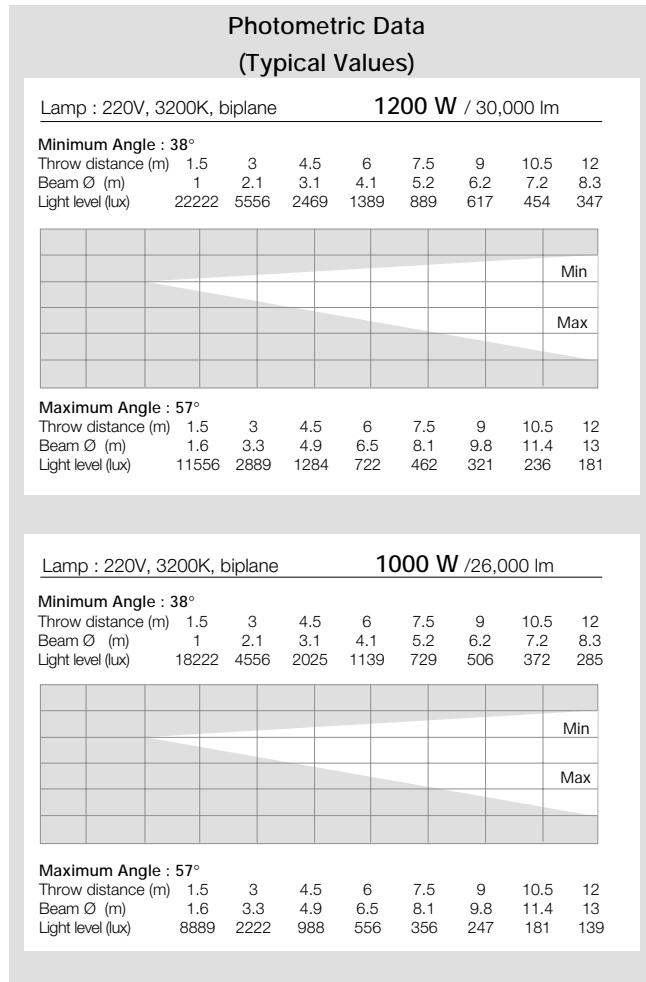 Photometric Data
(Typical Values)
Lamp : 220V, 3200K, biplane 1200 W / 30,000 lm
Minimum Angle : 38°
Throw distance (m) 1.5 3 4.5 6 7.5 9 10.5 12
Beam Ø (m) 1 2.1 3.1 4.1 5.2 6.2 7.2 8.3
Light level (lux) 22222 5556 2469 1389 889 617 454 347
Min
Max
Maximum Angle : 57°
Throw distance (m) 1.5 3 4.5 6 7.5 9 10.5 12
Beam Ø (m) 1.6 3.3 4.9 6.5 8.1 9.8 11.4 13
Light level (lux) 11556 2889 1284 722 462 321 236 181
Lamp : 220V, 3200K, biplane 1000 W /26,000 lm
Minimum Angle : 38°
Throw distance (m) 1.5 3 4.5 6 7.5 9 10.5 12
Beam Ø (m) 1 2.1 3.1 4.1 5.2 6.2 7.2 8.3
Light level (lux) 18222 4556 2025 1139 729 506 372 285
Min
Max
Maximum Angle : 57°
Throw distance (m) 1.5 3 4.5 6 7.5 9 10.5 12
Beam Ø (m) 1.6 3.3 4.9 6.5 8.1 9.8 11.4 13
Light level (lux) 8889 2222 988 556 356 247 181 139